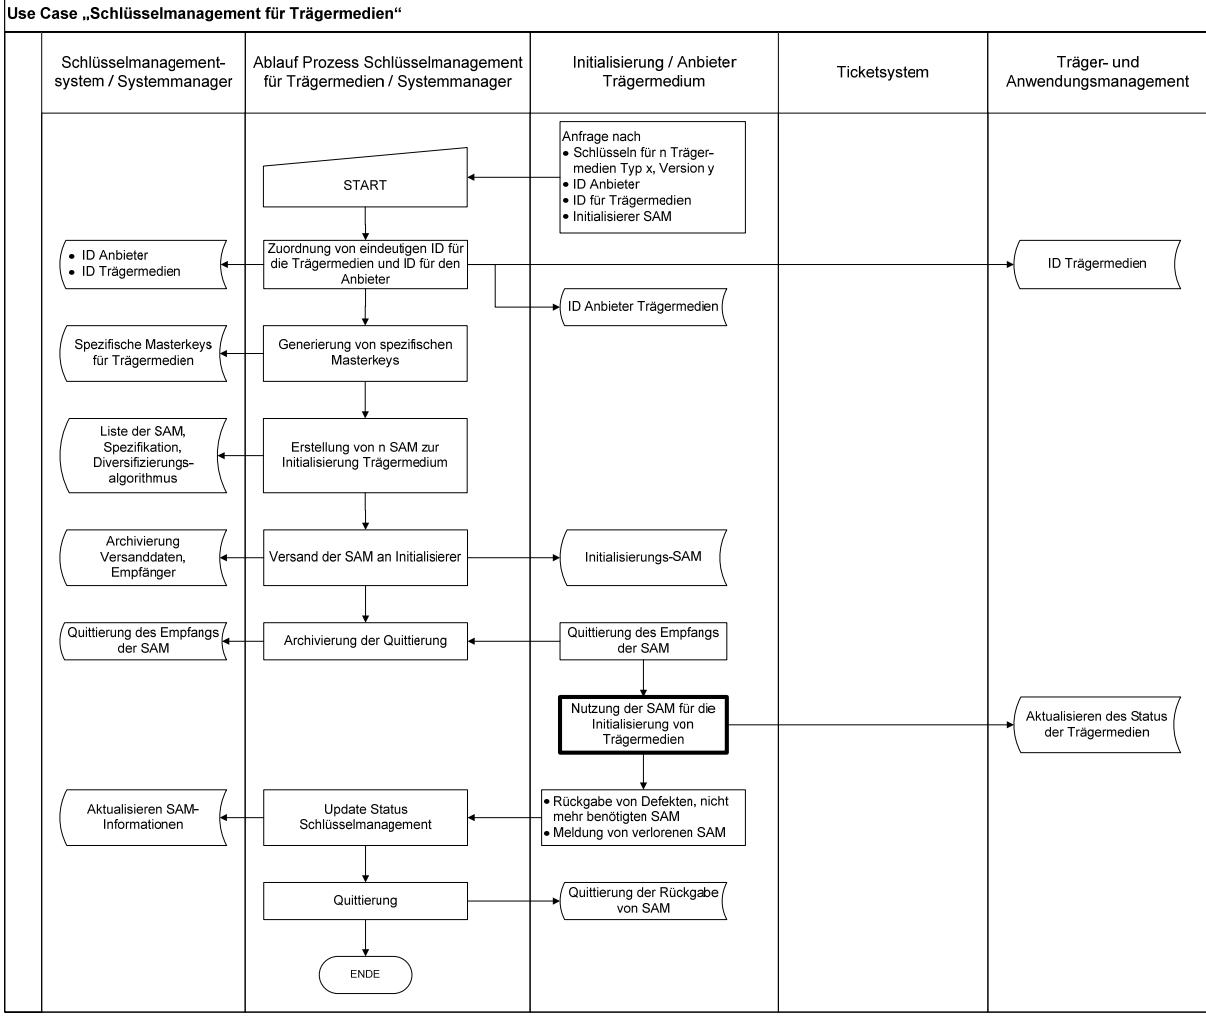 Use Case „Schlüsselmanagement für Trägermedien“
Schlüsselmanagement-
system / Systemmanager
Ablauf Prozess Schlüsselmanagement
für Trägermedien / Systemmanager
Initialisierung / Anbieter
Trägermedium
Ticketsystem
Träger- und
Anwendungsmanagement
Anfrage nach
• Schlüsseln für n Träger-
medien Typ x, Version y
• ID Anbieter
• ID für Trägermedien
• Initialisierer SAM
START
• ID Anbieter
• ID Trägermedien
Zuordnung von eindeutigen ID für
die Trägermedien und ID für den
Anbieter
ID Trägermedien
ID Anbieter Trägermedien
Spezifische Masterkeys
für Trägermedien
Generierung von spezifischen
Masterkeys
Liste der SAM,
Spezifikation,
Diversifizierungs-
algorithmus
Erstellung von n SAM zur
Initialisierung Trägermedium
Archivierung
Versanddaten,
Empfänger
Versand der SAM an Initialisierer
Initialisierungs-SAM
Quittierung des Empfangs
der SAM
Archivierung der Quittierung
Quittierung des Empfangs
der SAM
Nutzung der SAM für die
Initialisierung von
Trägermedien
Aktualisieren des Status
der Trägermedien
Aktualisieren SAM-
Informationen
Update Status
Schlüsselmanagement
• Rückgabe von Defekten, nicht
mehr benötigten SAM
• Meldung von verlorenen SAM
Quittierung
Quittierung der Rückgabe
von SAM
ENDE